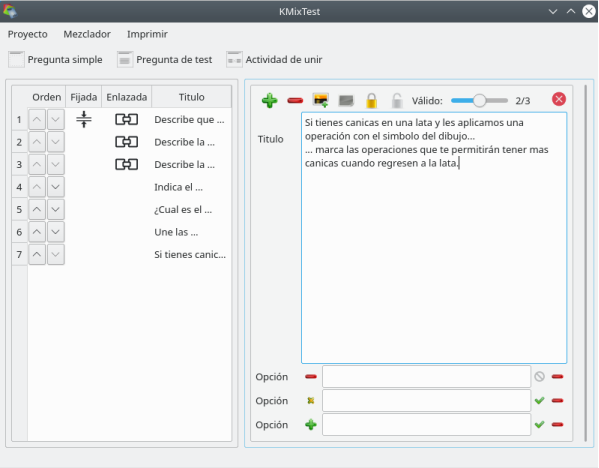 KMixTest
Proyecto Mezclador Imprimir
Pregunta simple Pregunta de test Actividad de unir
Orden Fijada Enlazada Titulo
1 Describe que ...
2 Describe la ...
3 Describe la ...
4 Indica el ...
5 ¿Cual es el ...
6 Une las ...
7 Si tienes canic...
Válido: 2/3
Titulo
Si tienes canicas en una lata y les aplicamos una
operación con el simbolo del dibujo...
... marca las operaciones que te permitirán tener mas
canicas cuando regresen a la lata.
Opción
Opción
Opción